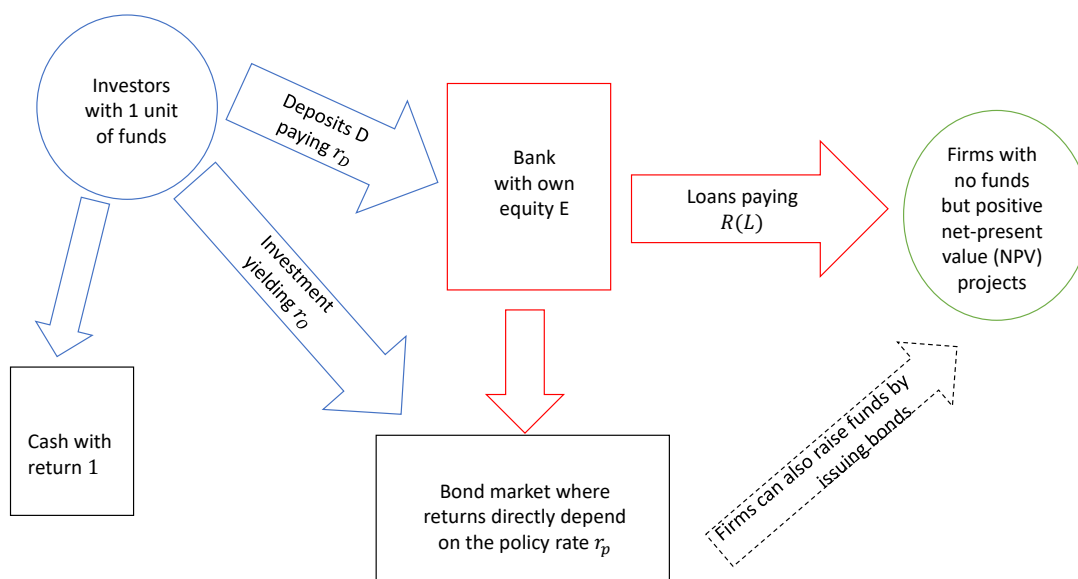 Investors
with 1 unit
of funds
Deposits D
paying r_D
Bank
with own
equity E
Loans paying
R(L)
Firms with
no funds
but positive
net-present
value (NPV)
projects
Investment
yielding r_O
Cash with
return 1
Bond market where
returns directly depend
on the policy rate r_p
Firms can also raise funds by
issuing bonds